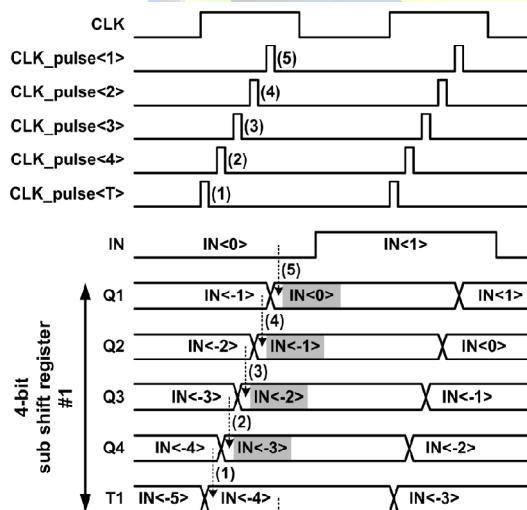 CLK
CLK_pulse<1> (5)
CLK_pulse<2> (4)
CLK_pulse<3> (3)
CLK_pulse<4> (2)
CLK_pulse<T> (1)
IN IN<0> IN<1>
(5)
Q1 IN<-1> IN<0> IN<1>
(4)
Q2 IN<-2> IN<-1> IN<0>
(3)
Q3 IN<-3> IN<-2> IN<-1>
(2)
Q4 IN<-4> IN<-3> IN<-2>
(1)
T1 IN<-5> IN<-4> IN<-3>
4-bit
sub shift register
#1